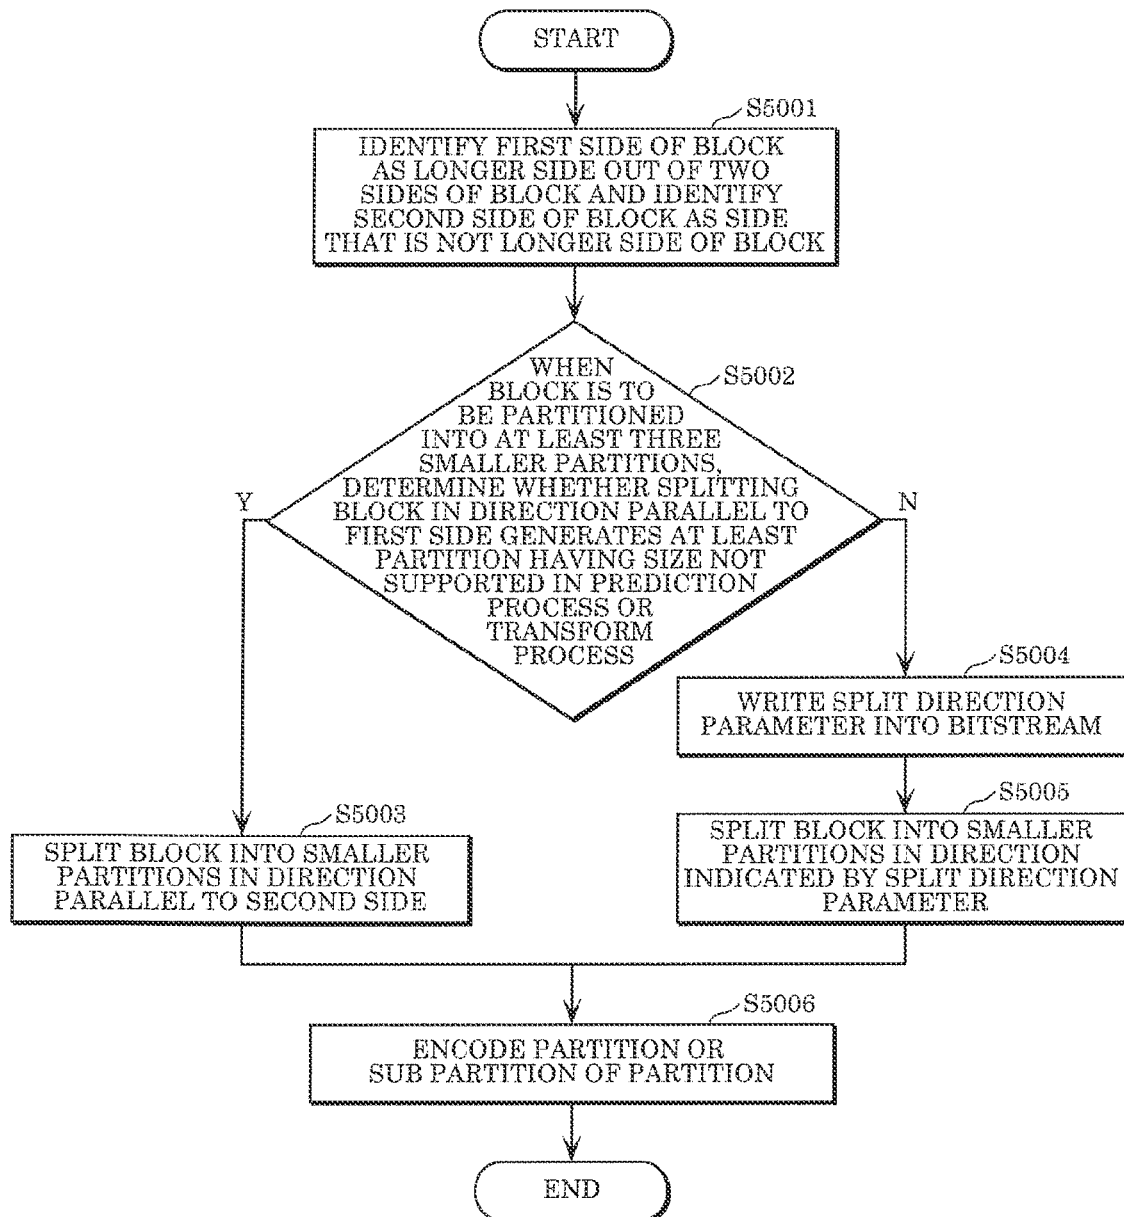 START
S5001
IDENTIFY FIRST SIDE OF BLOCK
AS LONGER SIDE OUT OF TWO
SIDES OF BLOCK AND IDENTIFY
SECOND SIDE OF BLOCK AS SIDE
THAT IS NOT LONGER SIDE OF BLOCK
S5002
WHEN
BLOCK IS TO
BE PARTITIONED
INTO AT LEAST THREE
SMALLER PARTITIONS,
DETERMINE WHETHER SPLITTING
BLOCK IN DIRECTION PARALLEL TO
FIRST SIDE GENERATES AT LEAST
PARTITION HAVING SIZE NOT
SUPPORTED IN PREDICTION
PROCESS OR
TRANSFORM
PROCESS
Y
N
S5004
WRITE SPLIT DIRECTION
PARAMETER INTO BITSTREAM
S5003
SPLIT BLOCK INTO SMALLER
PARTITIONS IN DIRECTION
PARALLEL TO SECOND SIDE
S5005
SPLIT BLOCK INTO SMALLER
PARTITIONS IN DIRECTION
INDICATED BY SPLIT DIRECTION
PARAMETER
S5006
ENCODE PARTITION OR
SUB PARTITION OF PARTITION
END